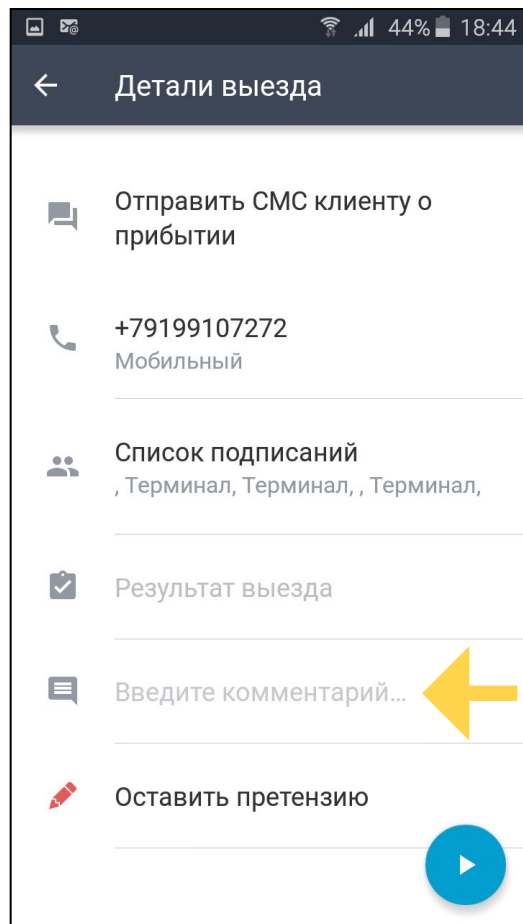 44% 18:44
Детали выезда
Отправить СМС клиенту о
прибытии
+79199107272
Мобильный
Список подписаний
, Терминал, Терминал, , Терминал,
Результат выезда
Введите комментарий...
Оставить претензию